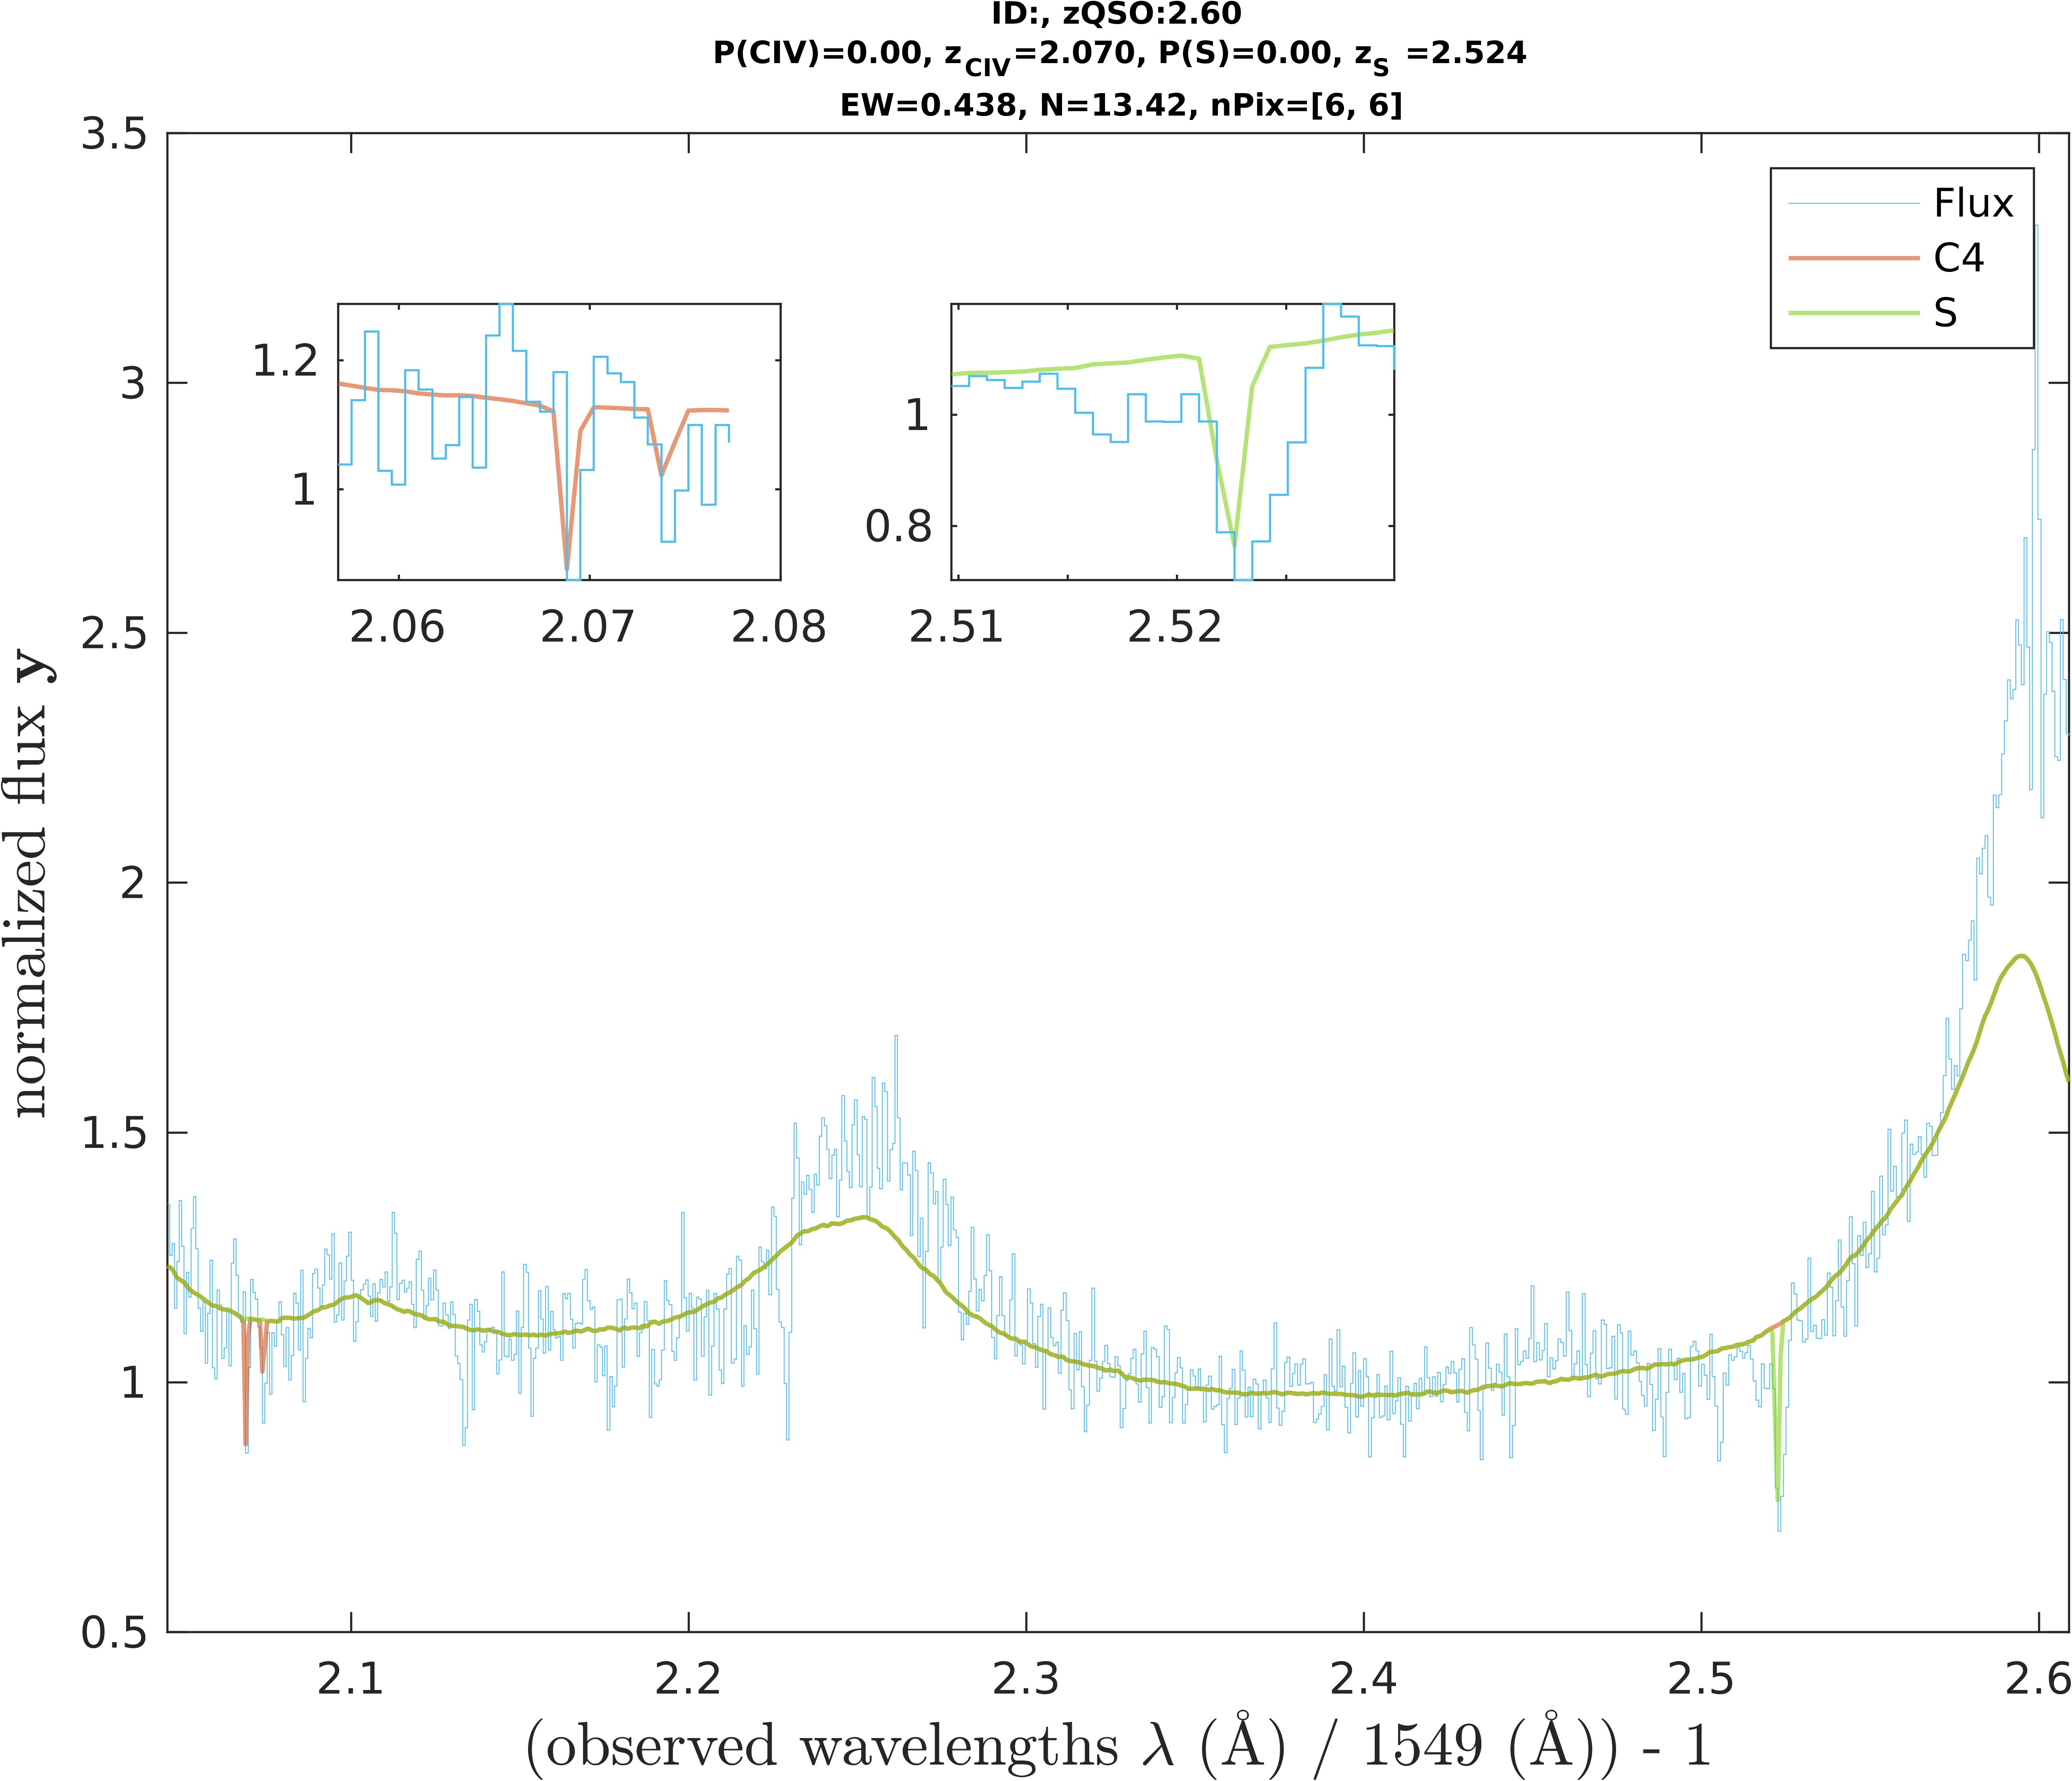 ID:, zQSO:2.60
P(CIV)=0.00, z_CIV=2.070, P(S)=0.00, z_S =2.524
EW=0.438, N=13.42, nPix=[6, 6]
3.5
3
2.5
2
1.5
1
0.5
normalized flux y
Flux
C4
S
1.2
1
2.06 2.07 2.08
1
0.8
2.51 2.52
2.1 2.2 2.3 2.4 2.5 2.6
(observed wavelengths λ (Å) / 1549 (Å)) - 1